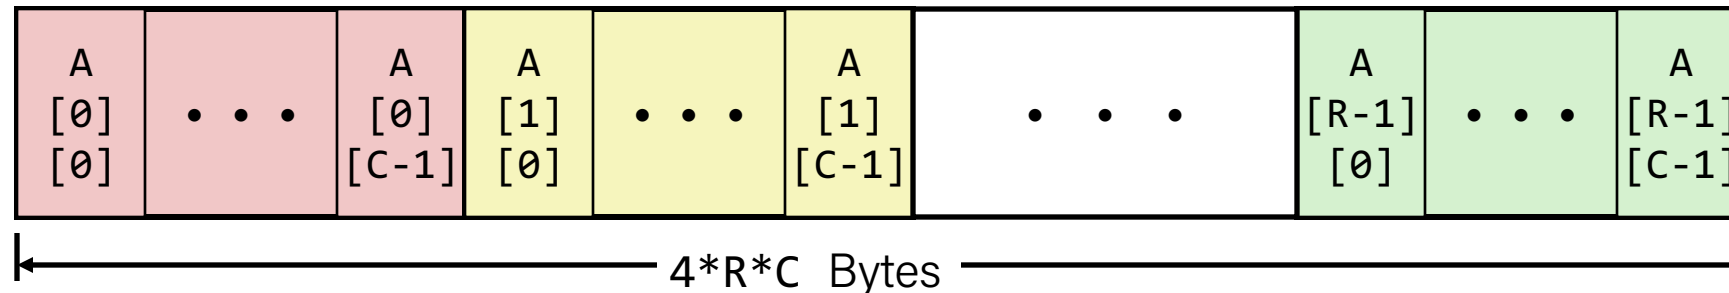 A [0] [0]
• • •
A [0] [C-1]
A [1] [0]
• • •
A [1] [C-1]
• • •
A [R-1] [0]
• • •
A [R-1] [C-1]
4*R*C Bytes